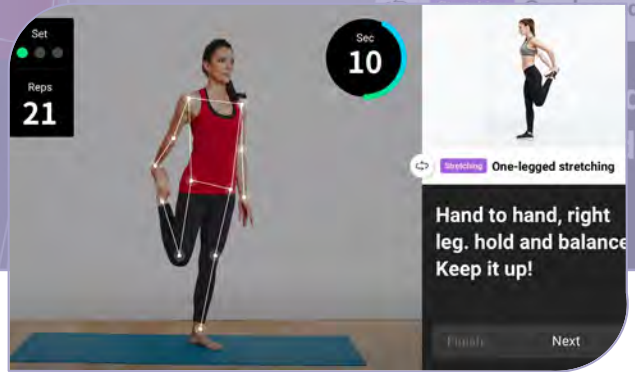 Set
Reps
21
Sec
10
Stretching One-legged stretching
Hand to hand, right
leg. hold and balance
Keep it up!
Finish
Next